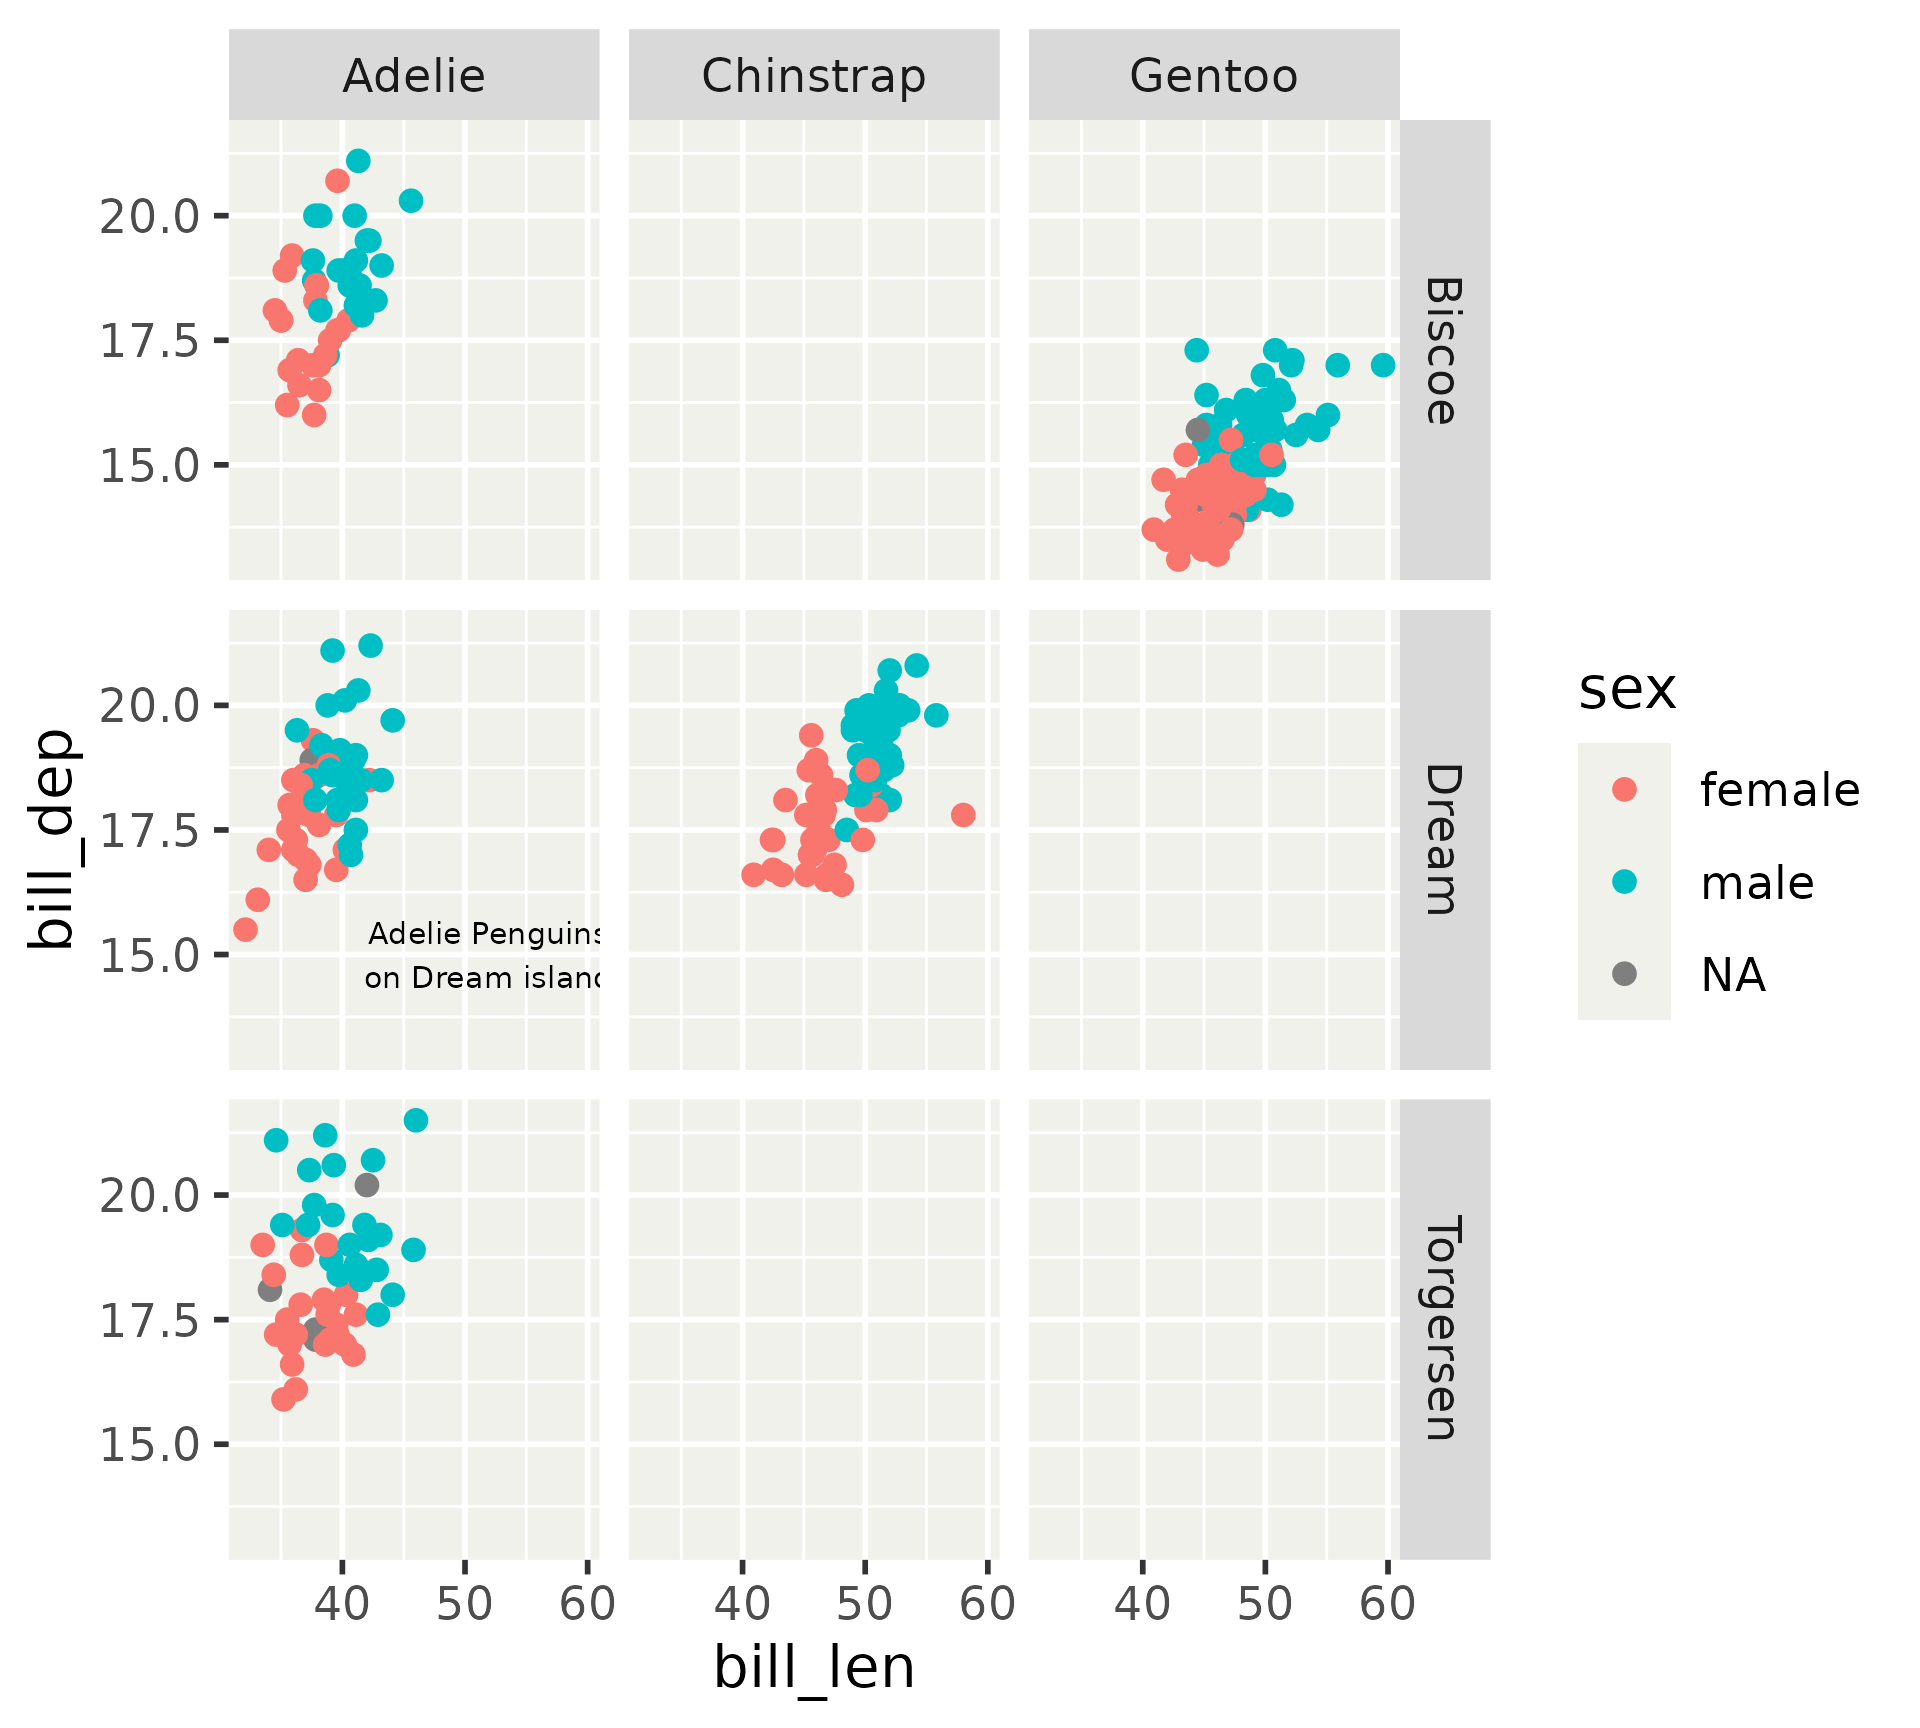 Adelie Chinstrap Gentoo
20.0
17.5
15.0
Biscoe
bill_dep
20.0
17.5
15.0
Adelie Penguins
on Dream island
Dream
20.0
17.5
15.0
Torgersen
40 50 60 40 50 60 40 50 60
bill_len
sex
female
male
NA